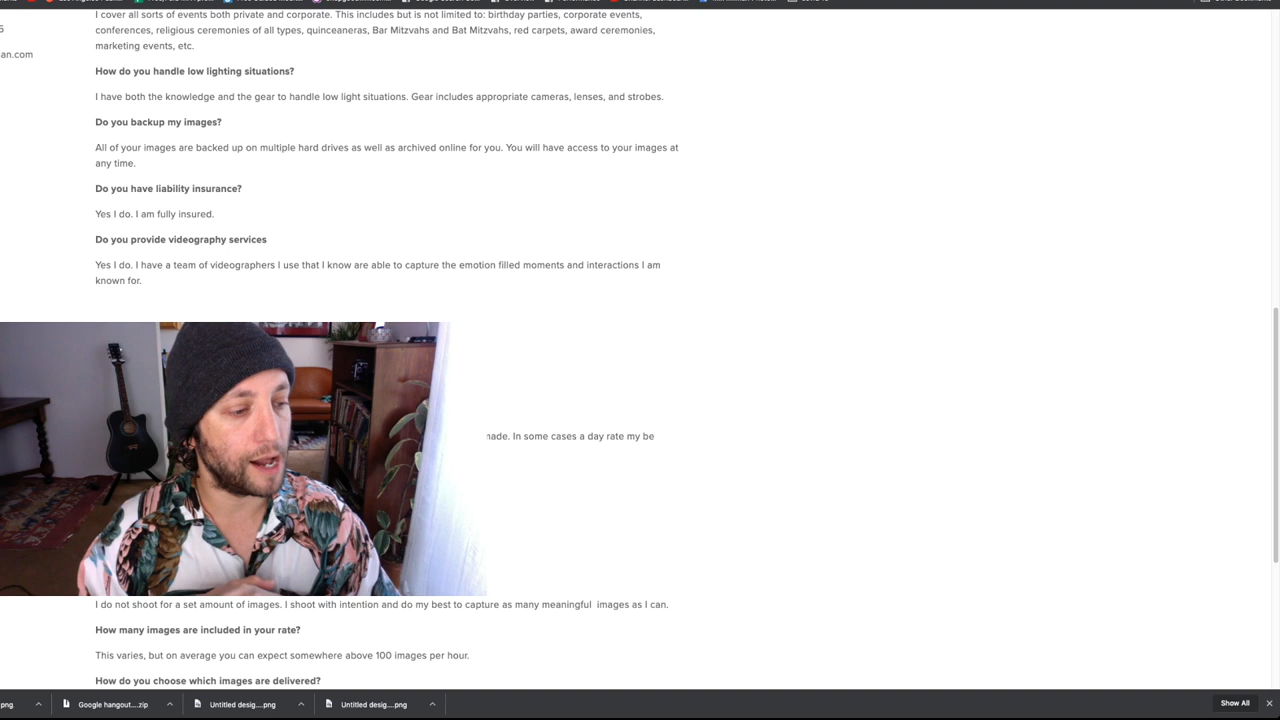 I cover all sorts of events both private and corporate. This includes but is not limited to: birthday parties, corporate events,
conferences, religious ceremonies of all types, quinceaneras, Bar Mitzvahs and Bat Mitzvahs, red carpets, award ceremonies,
marketing events, etc.
an.com
How do you handle low lighting situations?
I have both the knowledge and the gear to handle low light situations. Gear includes appropriate cameras, lenses, and strobes.
Do you backup my images?
All of your images are backed up on multiple hard drives as well as archived online for you. You will have access to your images at
any time.
Do you have liability insurance?
Yes I do. I am fully insured.
Do you provide videography services
Yes I do. I have a team of videographers I use that I know are able to capture the emotion filled moments and interactions I am
known for.
made. In some cases a day rate my be
I do not shoot for a set amount of images. I shoot with intention and do my best to capture as many meaningful images as I can.
How many images are included in your rate?
This varies, but on average you can expect somewhere above 100 images per hour.
How do you choose which images are delivered?
.png Google hangout....zip Untitled desig....png Untitled desig....png Show All